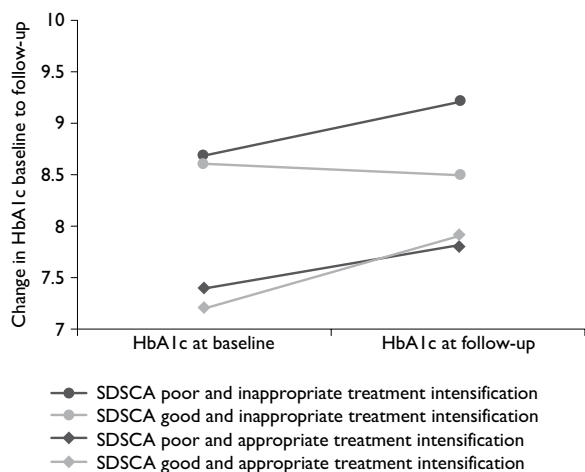 Change in HbA1c baseline to follow-up
10
9.5
9
8.5
8
7.5
7
HbA1c at baseline
HbA1c at follow-up
SDSCA poor and inappropriate treatment intensification
SDSCA good and inappropriate treatment intensification
SDSCA poor and appropriate treatment intensification
SDSCA good and appropriate treatment intensification